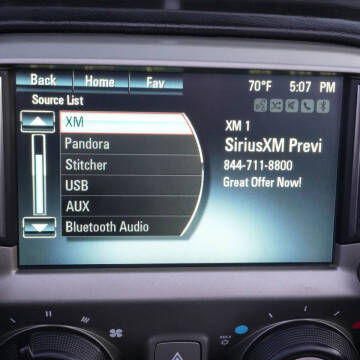 Back Home Fav 70°F 5:07 PM
Source List
XM
Pandora
Stitcher
USB
AUX
Bluetooth Audio
XM 1
SiriusXM Previ
844-711-8800
Great Offer Now!